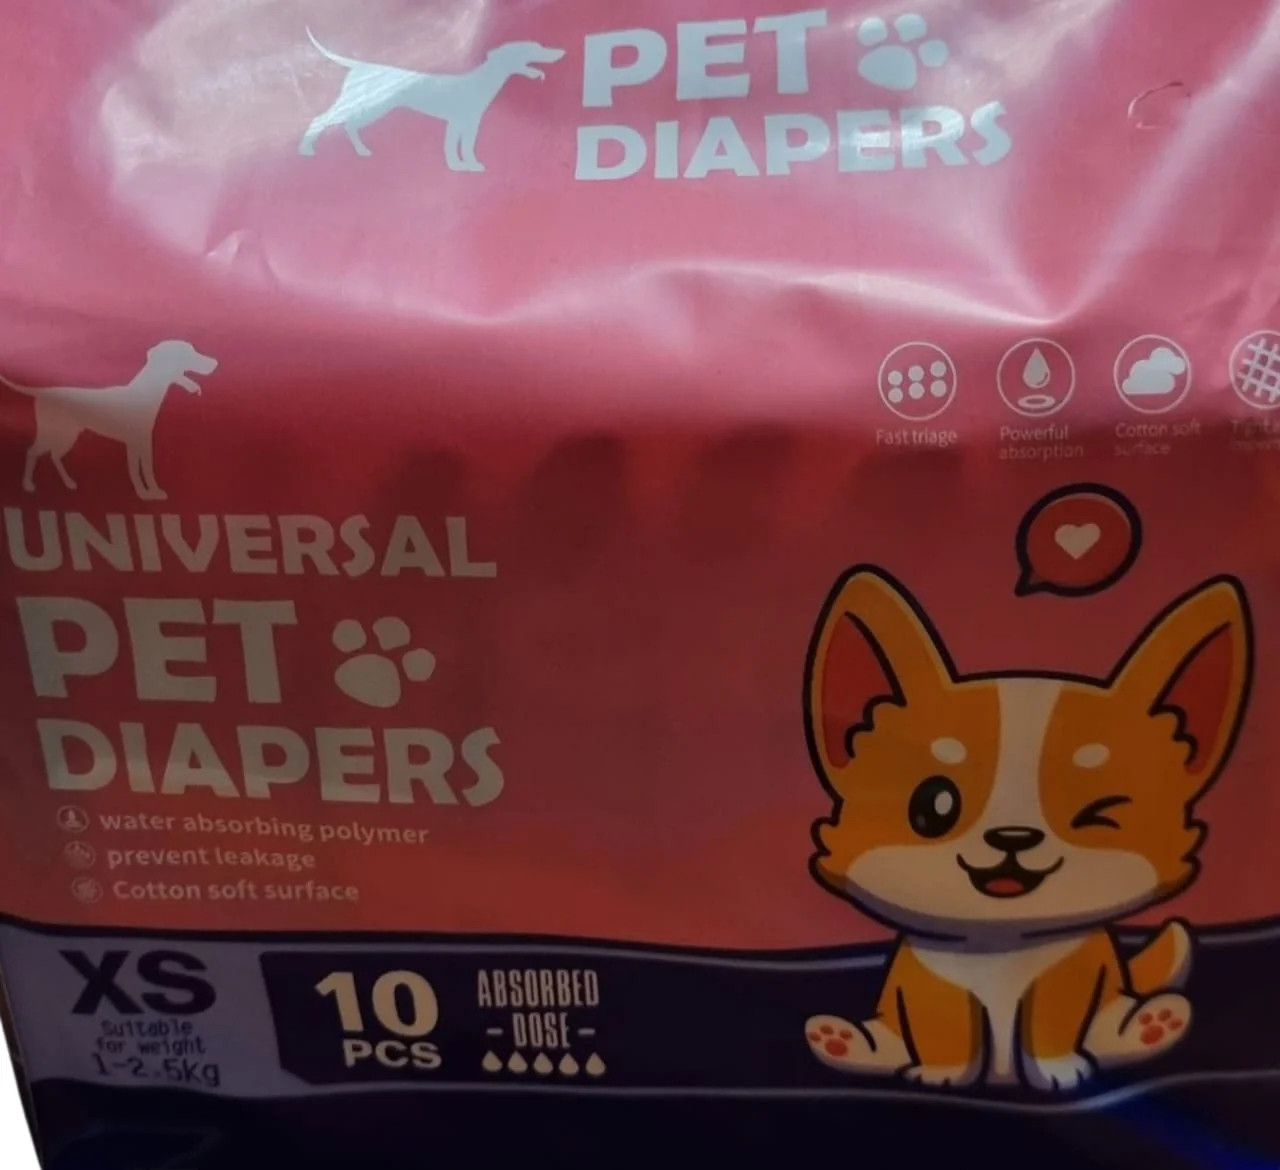 PET
DIAPERS
Fast triage
Powerful
absorption
Cotton soft
surface
UNIVERSAL
PET
DIAPERS
water absorbing polymer
prevent leakage
Cotton soft surface
XS
Suitable
for weight
1-2.5kg
10
PCS
ABSORBED
- DOSE -